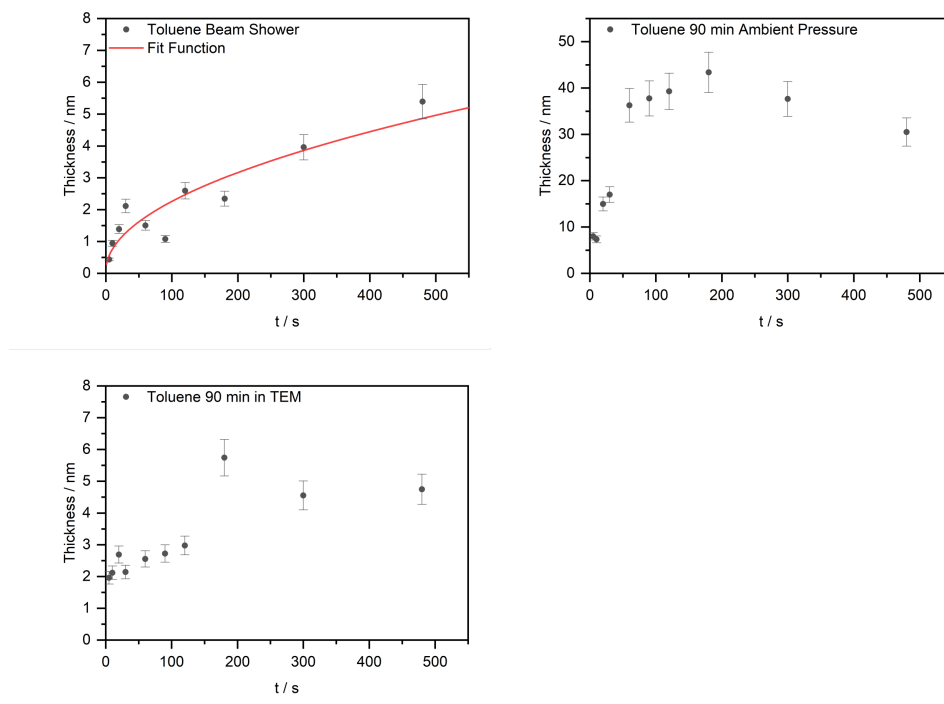 8
7
6
5
4
3
2
1
0
Thickness / nm
Toluene Beam Shower
Fit Function
0 100 200 300 400 500
t / s
50
40
30
20
10
0
Thickness / nm
Toluene 90 min Ambient Pressure
0 100 200 300 400 500
t / s
8
7
6
5
4
3
2
1
0
Thickness / nm
Toluene 90 min in TEM
0 100 200 300 400 500
t / s